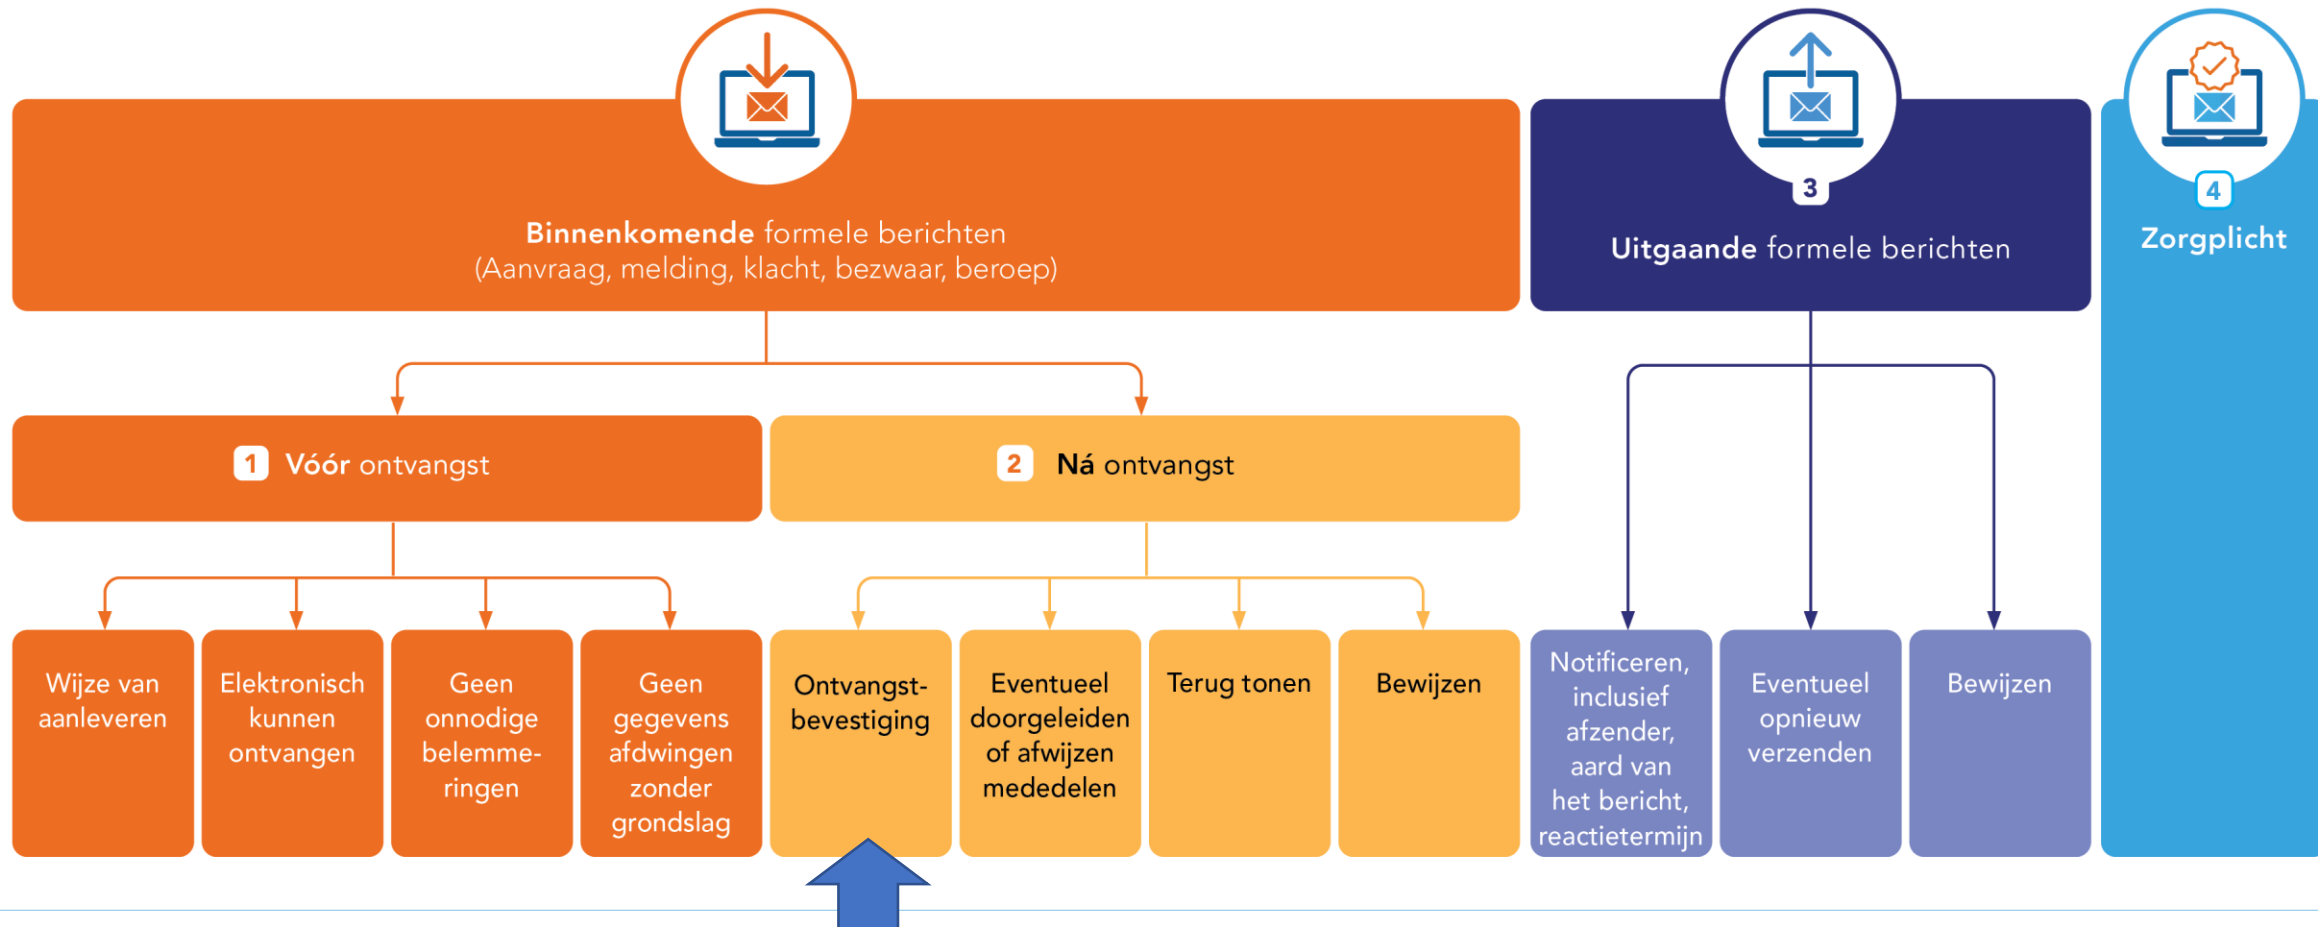 Binnenkomende formele berichten
(Aanvraag, melding, klacht, bezwaar, beroep)
3
Uitgaande formele berichten
4
Zorgplicht
1 Vóór ontvangst
2 Ná ontvangst
Wijze van
aanleveren
Elektronisch
kunnen
ontvangen
Geen
onnodige
belemme-
ringen
Geen
gegevens
afdwingen
zonder
grondslag
Ontvangst-
bevestiging
Eventueel
doorgeleiden
of afwijzen
mededelen
Terug tonen
Bewijzen
Notificeren,
inclusief
afzender,
aard van
het bericht,
reactietermijn
Eventueel
opnieuw
verzenden
Bewijzen